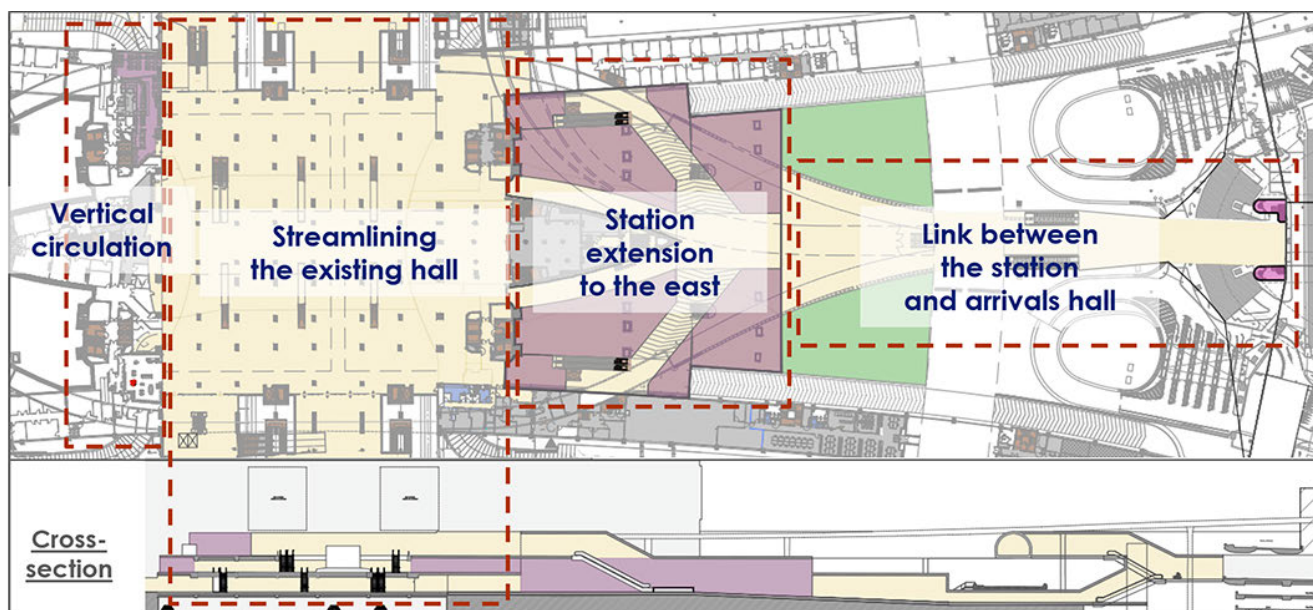 Vertical
circulation
Streamlining
the existing hall
Station
extension
to the east
Link between
the station
and arrivals hall
Cross-
section